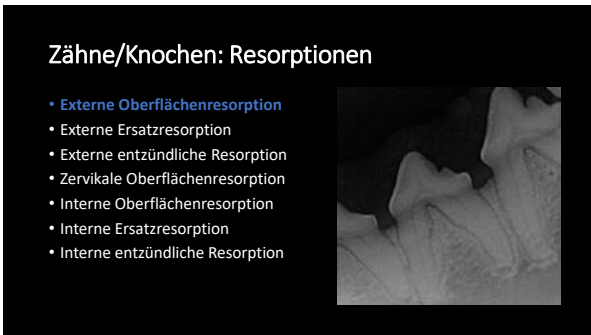 Zähne/Knochen: Resorptionen
• Externe Oberflächenresorption
• Externe Ersatzresorption
• Externe entzündliche Resorption
• Zervikale Oberflächenresorption
• Interne Oberflächenresorption
• Interne Ersatzresorption
• Interne entzündliche Resorption